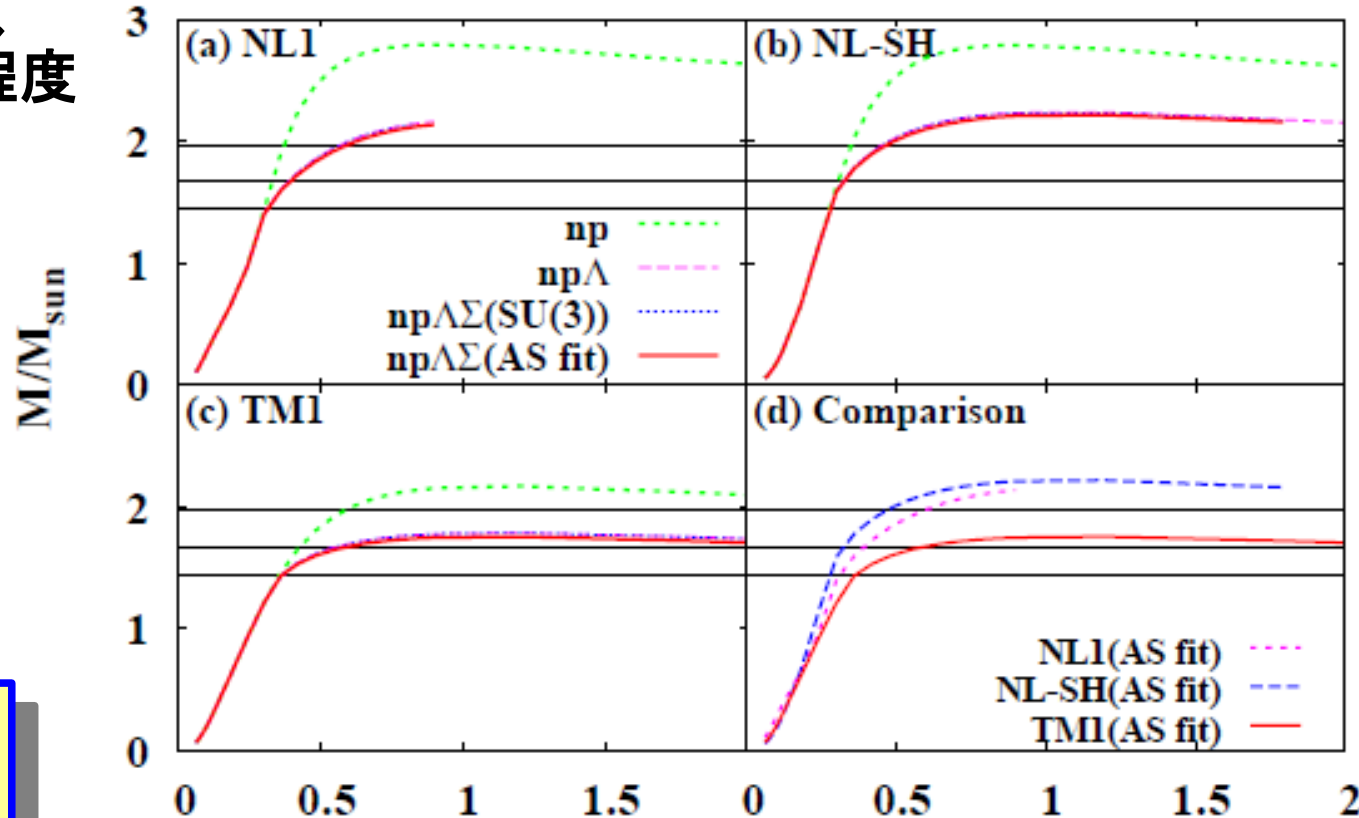 程度
3
(a) NL1
(b) NL-SH
2
np
1
npΛ
npΛΣ(SU(3))
npΛΣ(AS fit)
0
M/Msun
(c) TM1
(d) Comparison
2
1
NL1(AS fit)
NL-SH(AS fit)
TM1(AS fit)
0
0 0.5 1 1.5 0 0.5 1 1.5 2